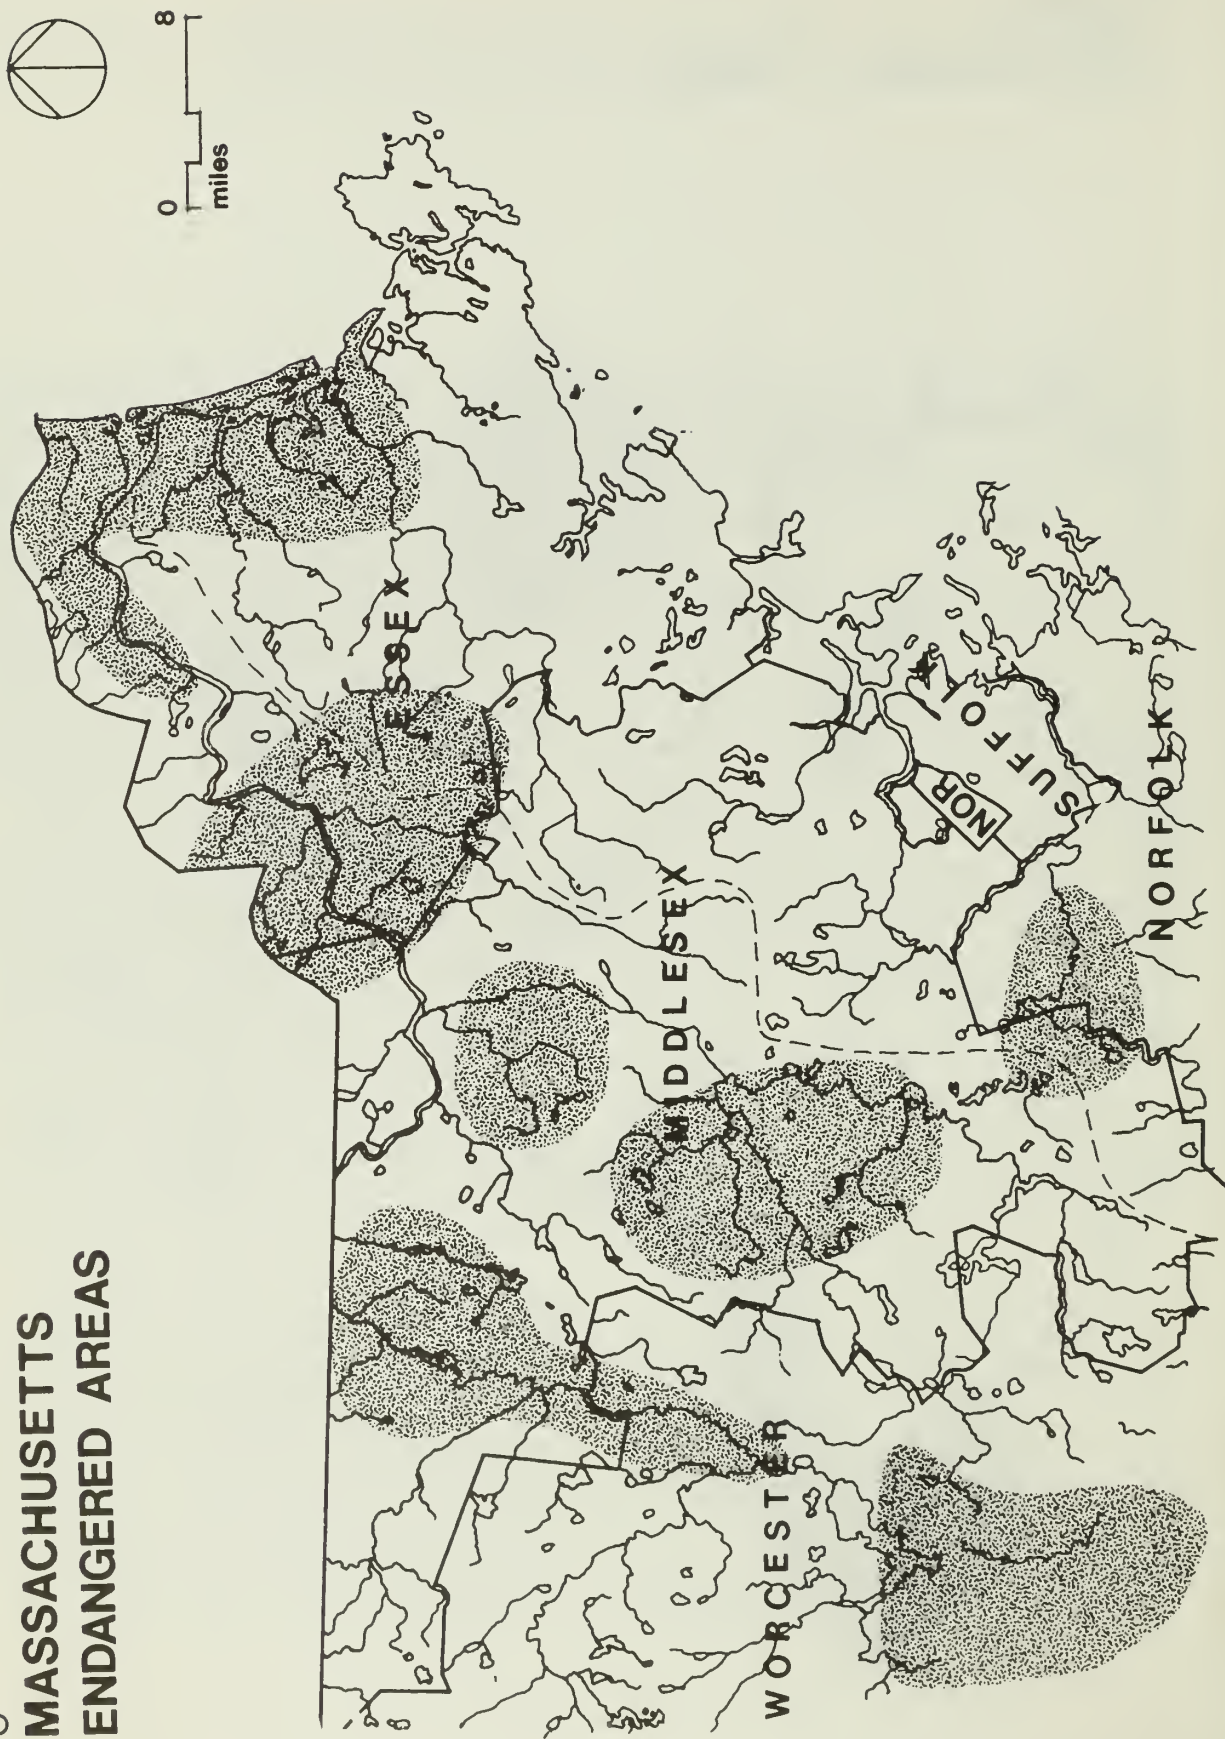 MASSACHUSETTS
ENDANGERED AREAS
0 8
miles
ESSEX
MIDDLESEX
WORCESTER
NOR
SUFFOLK
NORFOLK